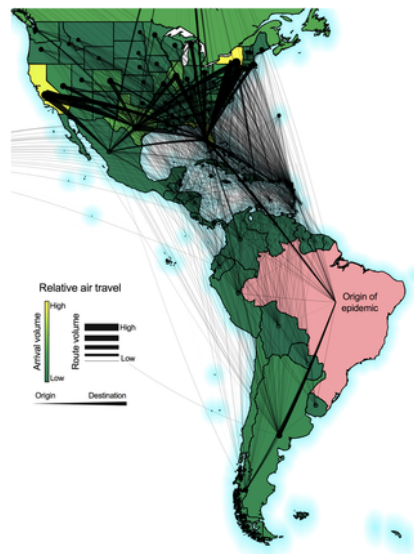 Origin of
epidemic
Relative air travel
Arrival volume
High
Low
Route volume
High
Low
Origin
Destination